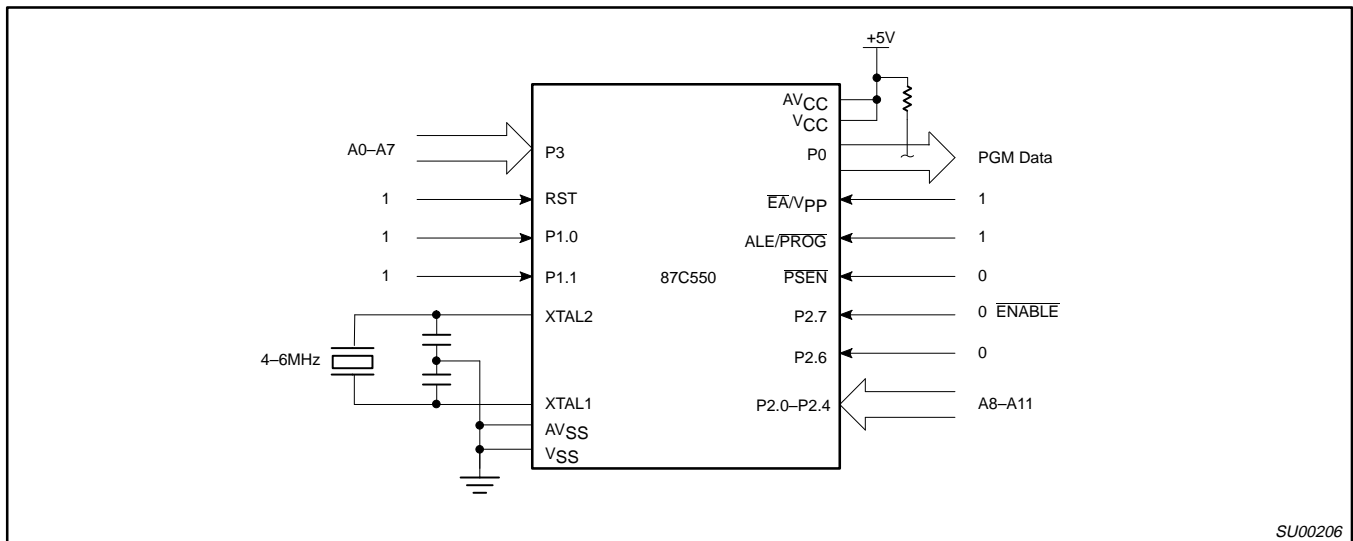 +5V
AVCC
VCC
A0–A7
P3
P0
PGM Data
1
RST
EA/VPP
1
1
P1.0
ALE/PROG
1
1
P1.1
87C550
PSEN
0
XTAL2
P2.7
0 ENABLE
4–6MHz
P2.6
0
XTAL1
P2.0–P2.4
A8–A11
AVSS
VSS
SU00206